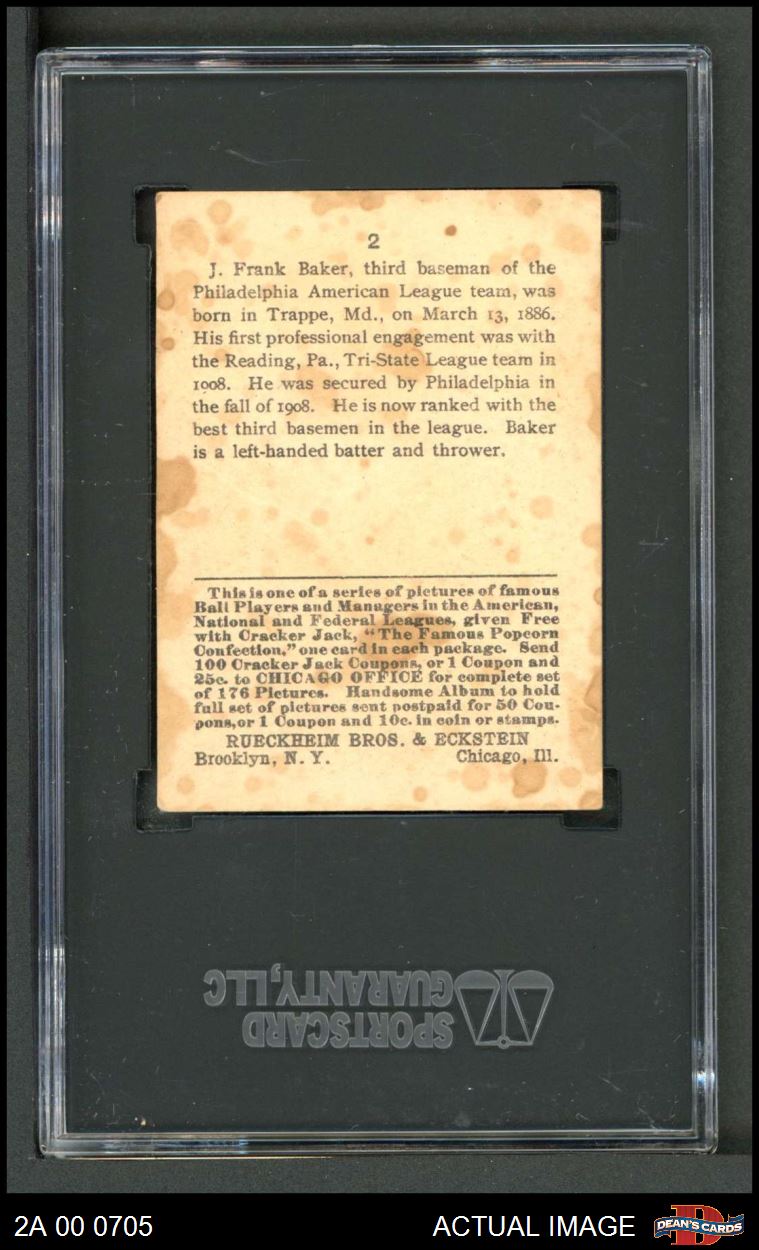 2
J. Frank Baker, third baseman of the
Philadelphia American League team, was
born in Trappe, Md., on March 13, 1886.
His first professional engagement was with
the Reading, Pa., Tri-State League team in
1908. He was secured by Philadelphia in
the fall of 1908. He is now ranked with the
best third basemen in the league. Baker
is a left-handed batter and thrower.
This is one of a series of pictures of famous
Ball Players and Managers in the American,
National and Federal Leagues, given Free
with Cracker Jack, “The Famous Popcorn
Confection,” one card in each package. Send
100 Cracker Jack Coupons, or 1 Coupon and
25c. to CHICAGO OFFICE for complete set
of 176 Pictures. Handsome Album to hold
full set of pictures sent postpaid for 50 Cou-
pons, or 1 Coupon and 10c. in coin or stamps.
RUECKHEIM BROS. & ECKSTEIN
Brooklyn, N. Y. Chicago, Ill.
SPORTSCARD
GUARANTY, LLC
2A 00 0705 ACTUAL IMAGE DEAN'S CARDS